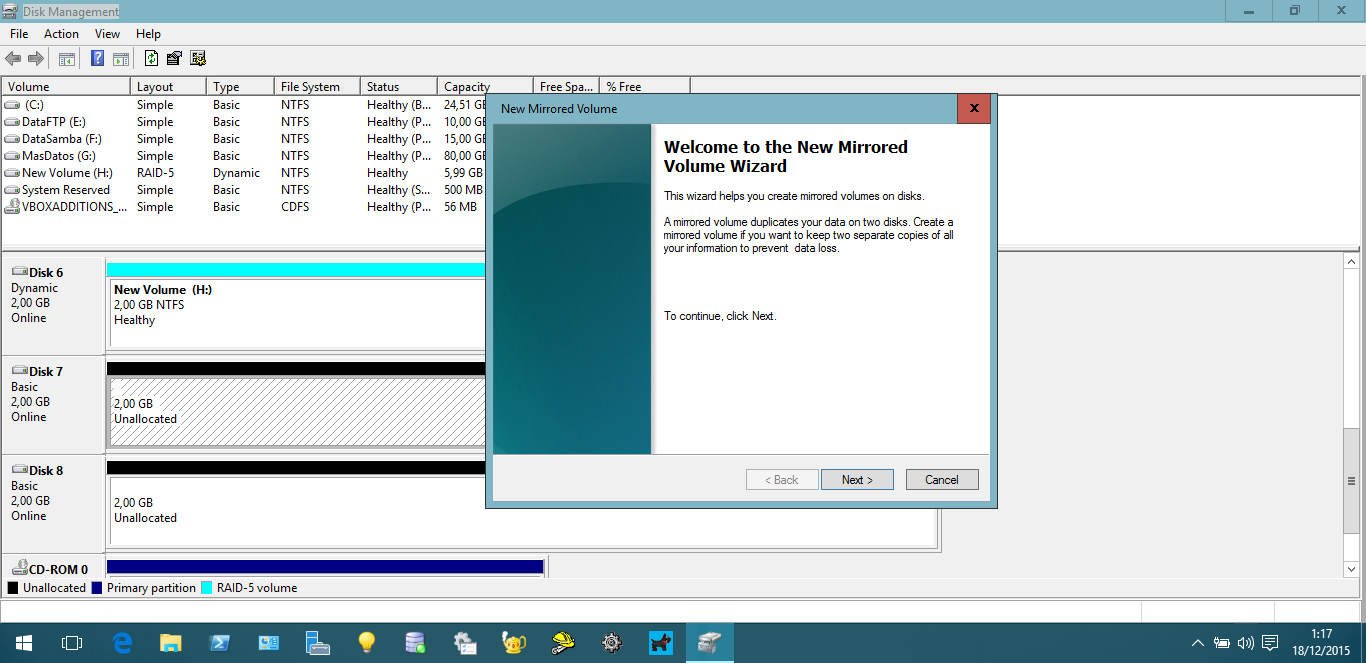 Disk Management
File Action View Help
Volume Layout Type File System Status Capacity Free Spa... % Free
(C:) Simple Basic NTFS Healthy (B... 24,51 GB
DataFTP (E:) Simple Basic NTFS Healthy (P... 10,00 GB
DataSamba (F:) Simple Basic NTFS Healthy (P... 15,00 GB
MasDatos (G:) Simple Basic NTFS Healthy (P... 80,00 GB
New Volume (H:) RAID-5 Dynamic NTFS Healthy 5,99 GB
System Reserved Simple Basic NTFS Healthy (S... 500 MB
VBOXADDITIONS_... Simple Basic CDFS Healthy (P... 56 MB
New Mirrored Volume
Welcome to the New Mirrored
Volume Wizard
This wizard helps you create mirrored volumes on disks.
A mirrored volume duplicates your data on two disks. Create a
mirrored volume if you want to keep two separate copies of all
your information to prevent data loss.
To continue, click Next.
< Back Next > Cancel
Disk 6
Dynamic
2,00 GB
Online
New Volume (H:)
2,00 GB NTFS
Healthy
Disk 7
Basic
2,00 GB
Online
2,00 GB
Unallocated
Disk 8
Basic
2,00 GB
Online
2,00 GB
Unallocated
CD-ROM 0
Unallocated Primary partition RAID-5 volume
1:17
18/12/2015